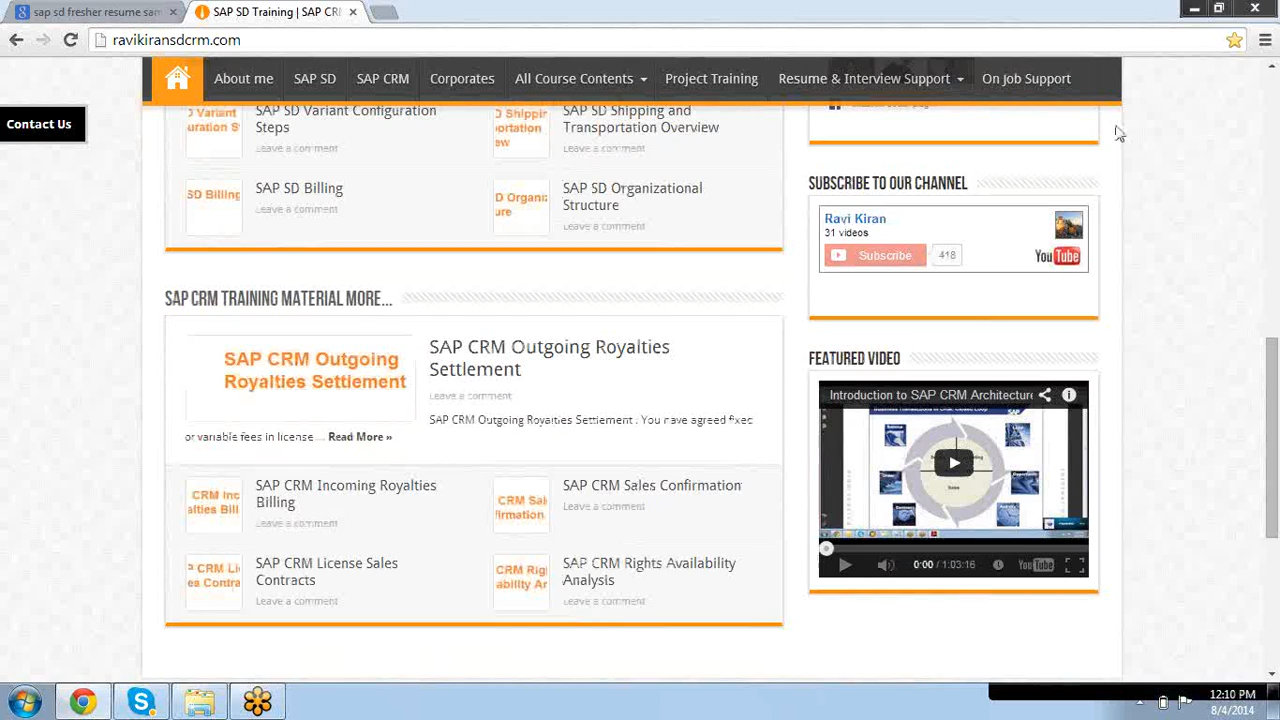 sap sd fresher resume sam
SAP SD Training | SAP CR
ravikiransdcrm.com
About me
SAP SD
SAP CRM
Corporates
All Course Contents
Project Training
Resume & Interview Support
On Job Support
Contact Us
SAP SD Variant Configuration
Steps
Leave a comment
SAP SD Shipping and
Transportation Overview
Leave a comment
SD Billing
SAP SD Billing
Leave a comment
SAP SD Organizational
Structure
Leave a comment
SUBSCRIBE TO OUR CHANNEL
Ravi Kiran
31 videos
Subscribe
418
YouTube
SAP CRM TRAINING MATERIAL MORE...
SAP CRM Outgoing
Royalties Settlement
SAP CRM Outgoing Royalties
Settlement
Leave a comment
SAP CRM Outgoing Royalties Settlement . You have agreed fixed
or variable fees in license... Read More »
SAP CRM Incoming Royalties
Billing
Leave a comment
SAP CRM Sales Confirmation
Leave a comment
SAP CRM License Sales
Contracts
Leave a comment
SAP CRM Rights Availability
Analysis
Leave a comment
FEATURED VIDEO
Introduction to SAP CRM Architecture
0:00 / 1:03:16
YouTube
12:10 PM
8/4/2014